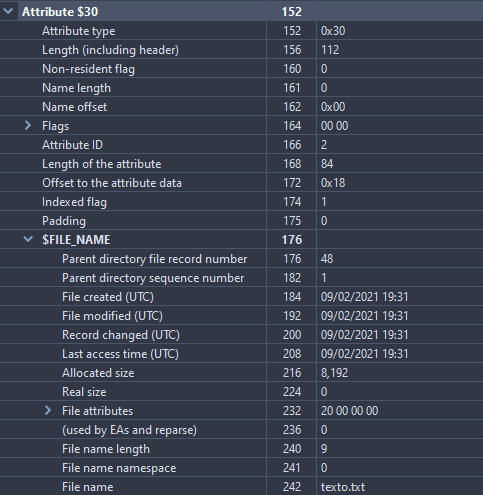 Attribute $30 152
Attribute type 152 0x30
Length (including header) 156 112
Non-resident flag 160 0
Name length 161 0
Name offset 162 0x00
Flags 164 00 00
Attribute ID 166 2
Length of the attribute 168 84
Offset to the attribute data 172 0x18
Indexed flag 174 1
Padding 175 0
$FILE_NAME 176
Parent directory file record number 176 48
Parent directory sequence number 182 1
File created (UTC) 184 09/02/2021 19:31
File modified (UTC) 192 09/02/2021 19:31
Record changed (UTC) 200 09/02/2021 19:31
Last access time (UTC) 208 09/02/2021 19:31
Allocated size 216 8,192
Real size 224 0
File attributes 232 20 00 00 00
(used by EAs and reparse) 236 0
File name length 240 9
File name namespace 241 0
File name 242 texto.txt